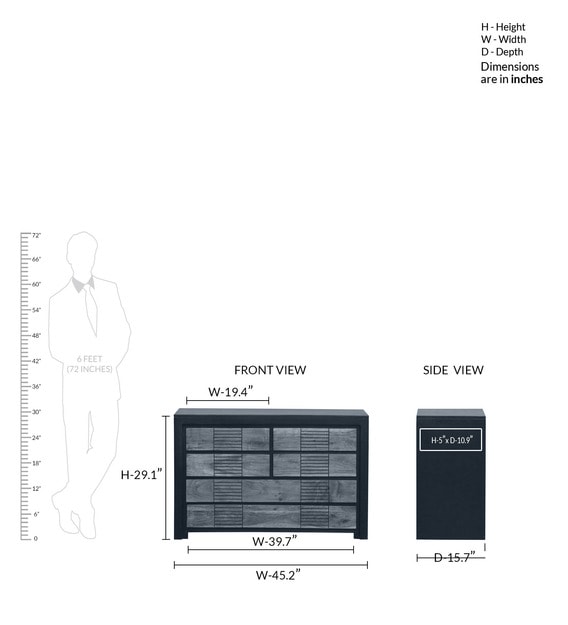 H - Height
W - Width
D - Depth
Dimensions
are in inches
72"
66"
60"
54"
48"
42"
36"
30"
24"
18"
12"
6"
0
6 FEET
(72 INCHES)
FRONT VIEW
SIDE VIEW
W-19.4"
H-5"x D-10.9"
H-29.1"
W-39.7"
D-15.7"
W-45.2"